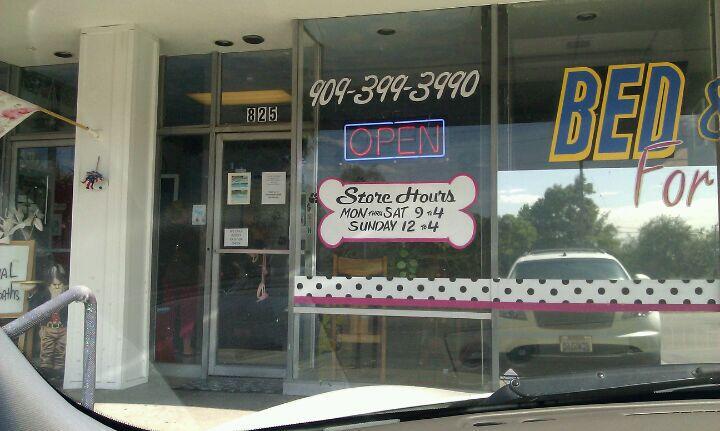 909-399-3990
825
OPEN
BED &
For
Store Hours
MON THRU SAT 9 TO 4
SUNDAY 12 TO 4